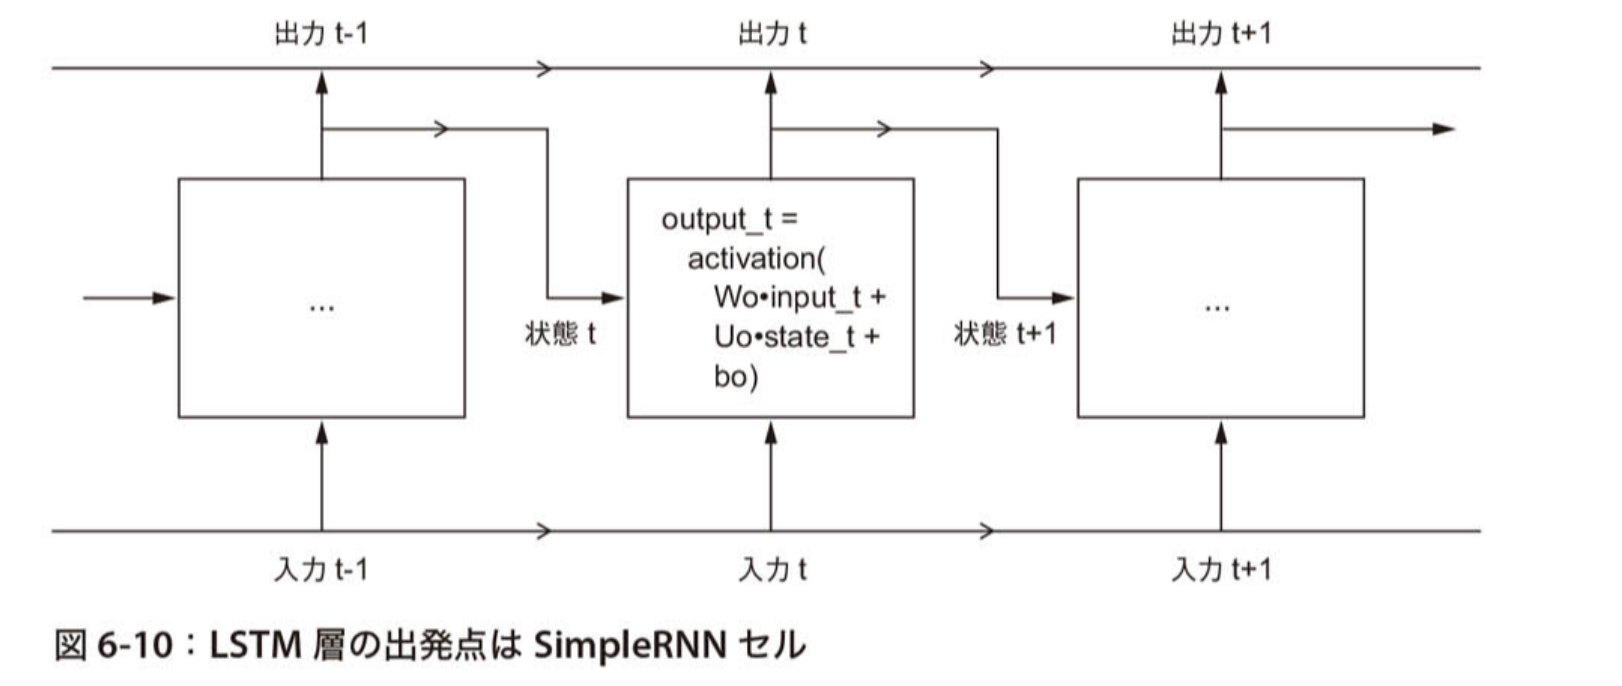 出力 t-1
出力 t
出力 t+1
...
output_t =
activation(
Wo•input_t +
Uo•state_t +
bo)
...
状態 t
状態 t+1
入力 t-1
入力 t
入力 t+1
図 6-10：LSTM 層の出発点は SimpleRNN セル